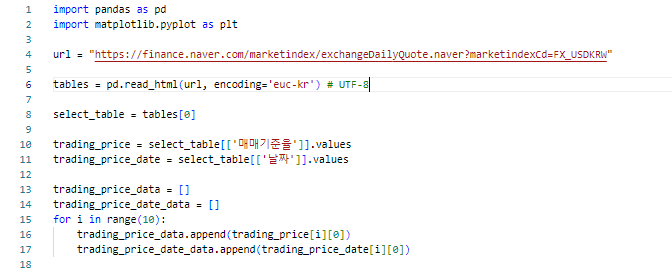 1 import pandas as pd
2 import matplotlib.pyplot as plt
3
4 url = "https://finance.naver.com/marketindex/exchangeDailyQuote.naver?marketindexCd=FX_USDKRW"
5
6 tables = pd.read_html(url, encoding='euc-kr') # UTF-8
7
8 select_table = tables[0]
9
10 trading_price = select_table[['매매기준율']].values
11 trading_price_date = select_table[['날짜']].values
12
13 trading_price_data = []
14 trading_price_date_data = []
15 for i in range(10):
16     trading_price_data.append(trading_price[i][0])
17     trading_price_date_data.append(trading_price_date[i][0])
18